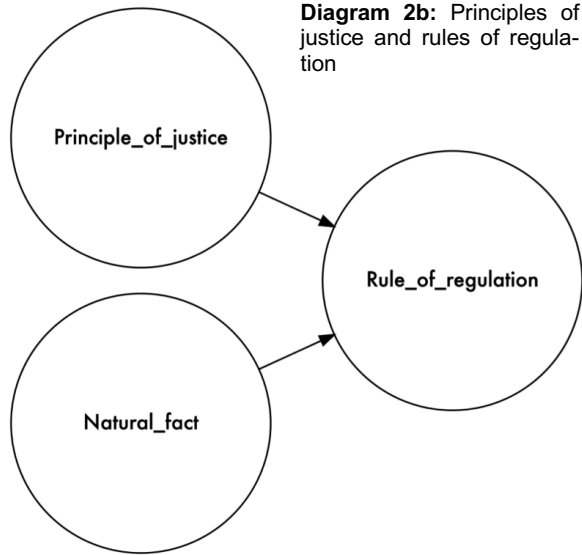 Diagram 2b: Principles of
justice and rules of regula-
tion
Principle_of_justice
Rule_of_regulation
Natural_fact